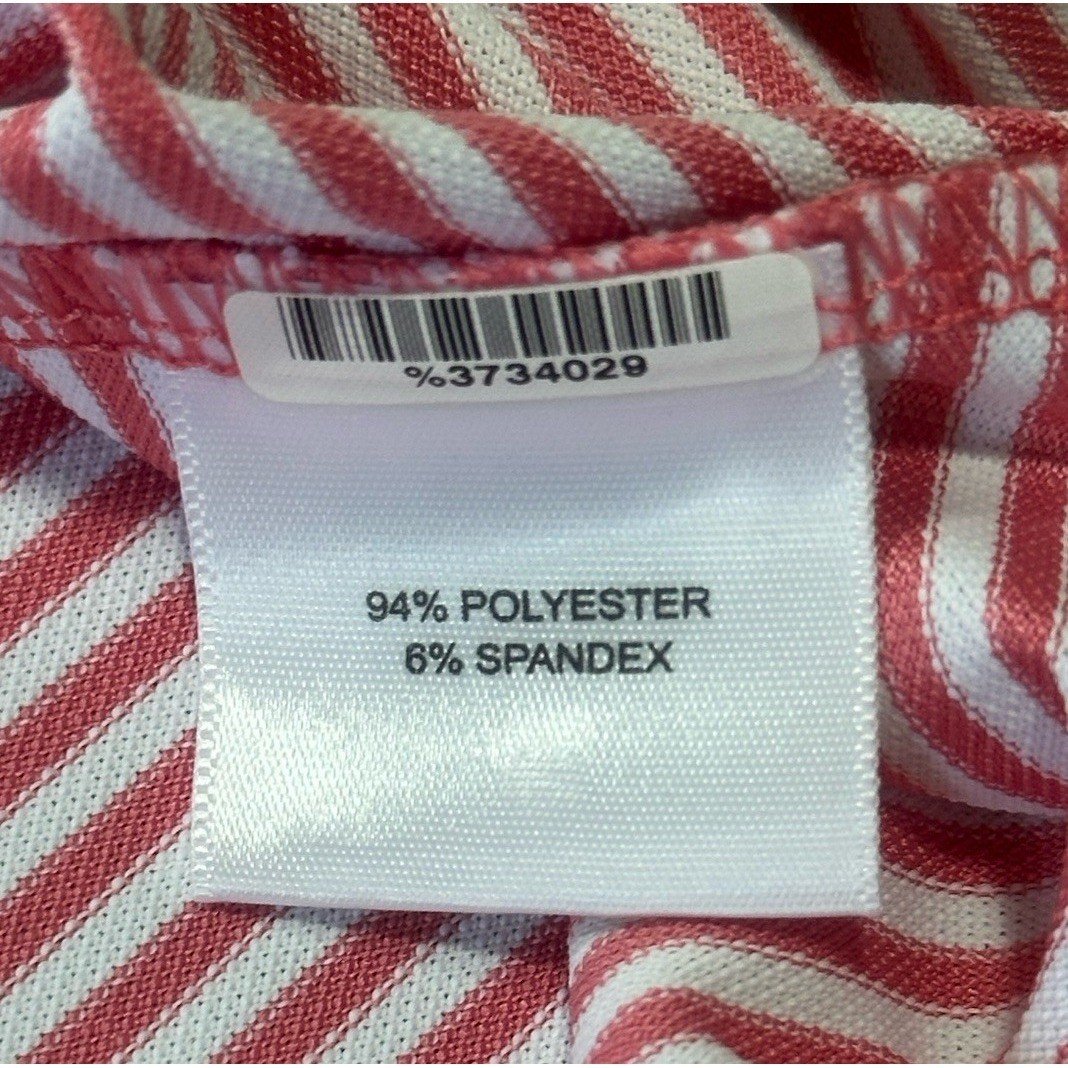 %3734029
94% POLYESTER
6% SPANDEX